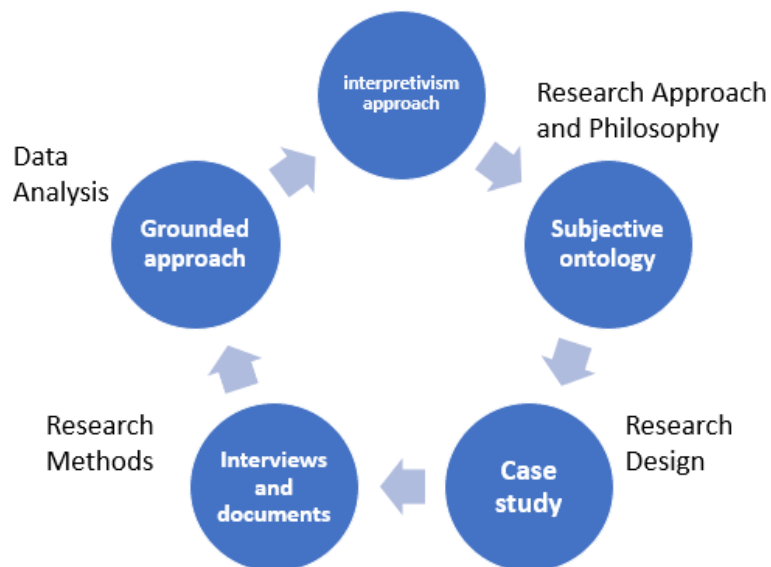 interpretivism
approach
Research Approach
and Philosophy
Data
Analysis
Grounded
approach
Subjective
ontology
Research
Methods
Interviews
and
documents
Case
study
Research
Design